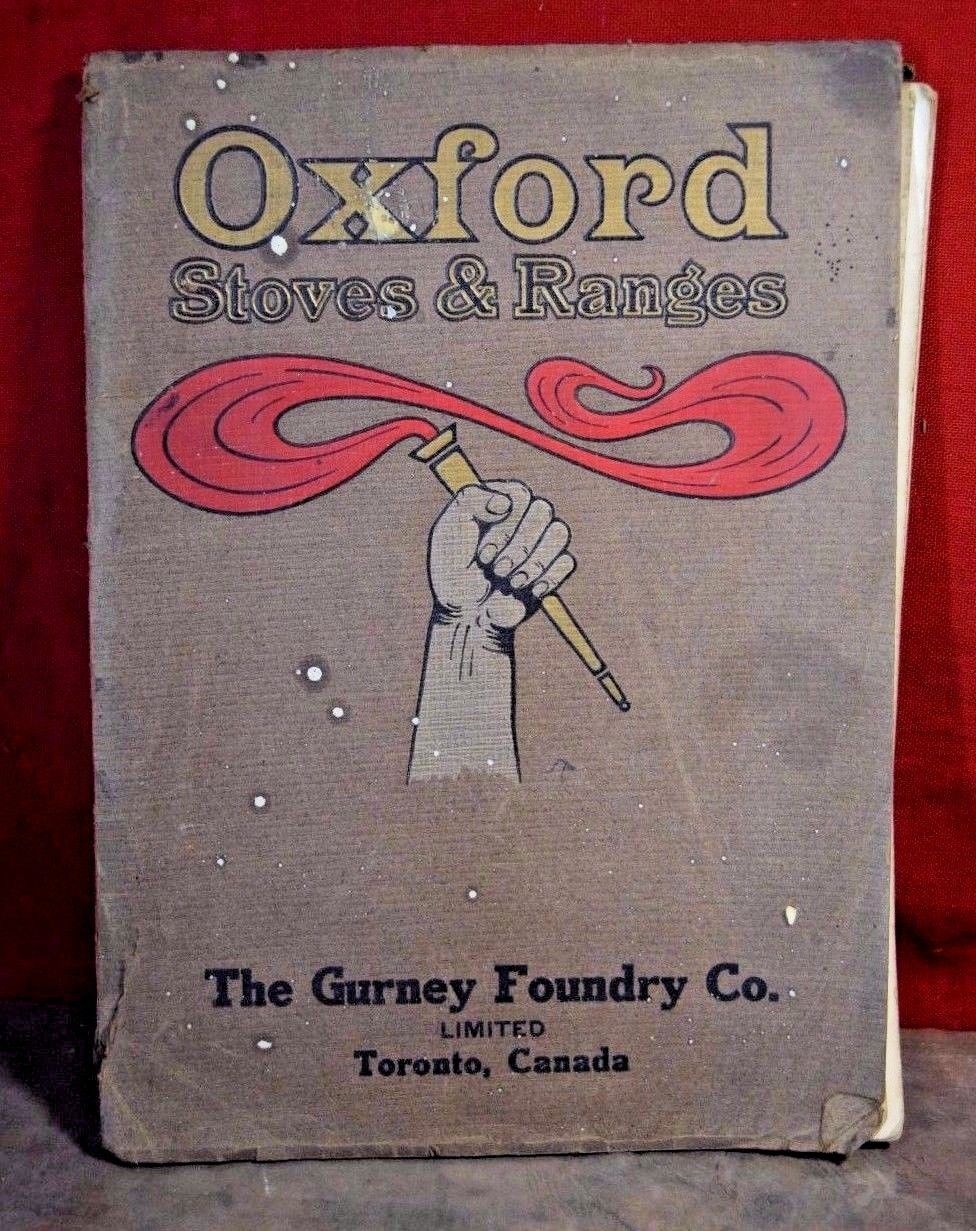 Oxford
Stoves & Ranges
The Gurney Foundry Co.
LIMITED
Toronto, Canada